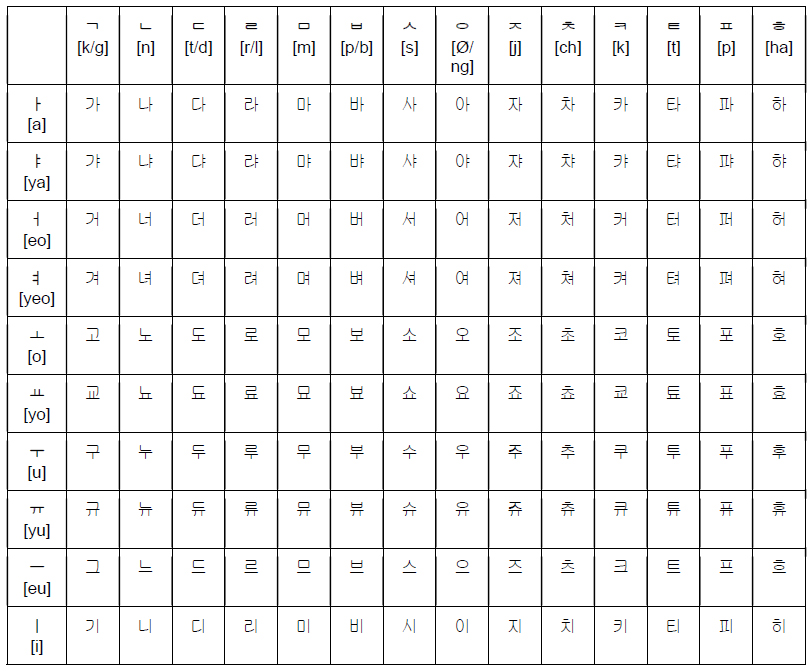 ㄱ ㄴ ㄷ ㄹ ㅁ ㅂ ㅅ ㅇ ㅈ ㅊ ㅋ ㅌ ㅍ ㅎ
[k/g] [n] [t/d] [r/l] [m] [p/b] [s] [Ø/ng] [j] [ch] [k] [t] [p] [ha]
ㅏ [a] 가 나 다 라 마 바 사 아 자 차 카 타 파 하
ㅑ [ya] 갸 냐 댜 랴 먀 뱌 샤 야 쟈 챠 캬 탸 퍄 햐
ㅓ [eo] 거 너 더 러 머 버 서 어 저 처 커 터 퍼 허
ㅕ [yeo] 겨 녀 뎌 려 며 벼 셔 여 져 쳐 켜 텨 펴 혀
ㅗ [o] 고 노 도 로 모 보 소 오 조 초 코 토 포 호
ㅛ [yo] 교 뇨 됴 료 묘 뵤 쇼 요 죠 쵸 쿄 툐 표 효
ㅜ [u] 구 누 두 루 무 부 수 우 주 추 쿠 투 푸 후
ㅠ [yu] 규 뉴 듀 류 뮤 뷰 슈 유 쥬 츄 큐 튜 퓨 휴
ㅡ [eu] 그 느 드 르 므 브 스 으 즈 츠 크 트 프 흐
ㅣ [i] 기 니 디 리 미 비 시 이 지 치 키 티 피 히